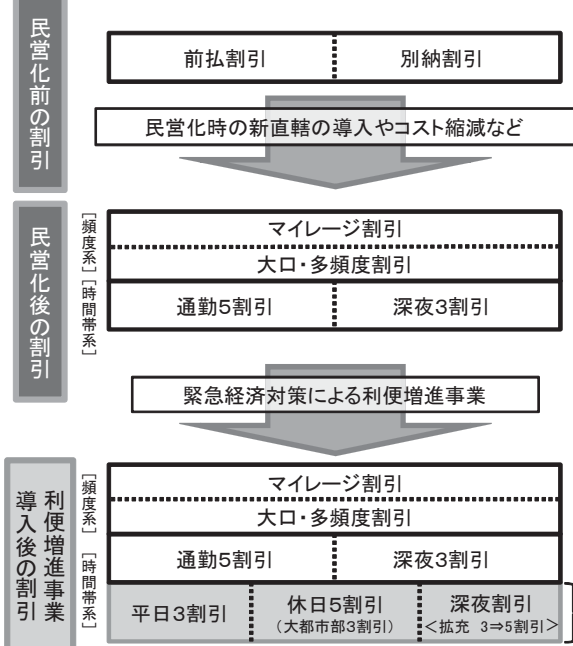 民営化前の割引
前払割引 別納割引
民営化時の新直轄の導入やコスト縮減など
民営化後の割引
[頻度系]
マイレージ割引
大口・多頻度割引
[時間帯系]
通勤5割引 深夜3割引
緊急経済対策による利便増進事業
利便増進事業
導入後の割引
[頻度系]
マイレージ割引
大口・多頻度割引
[時間帯系]
通勤5割引 深夜3割引
平日3割引 休日5割引 深夜割引
(大都市部3割引) <拡充 3⇒5割引>